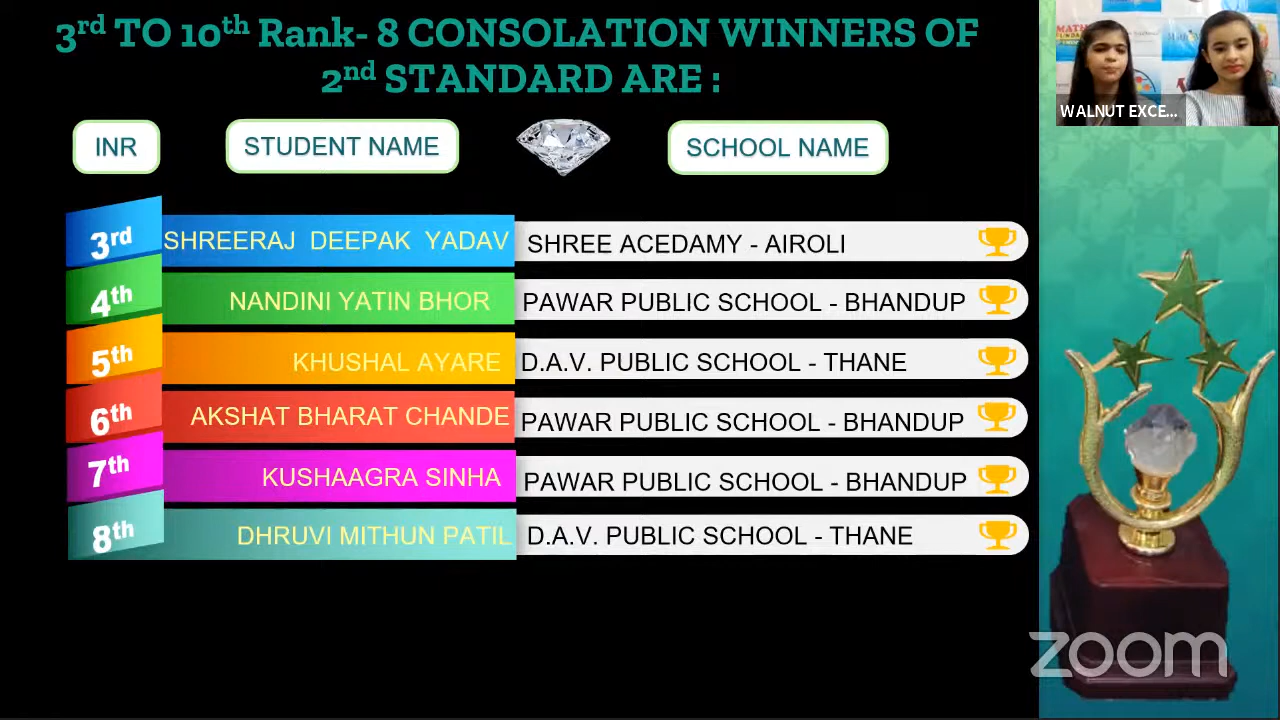 3rd TO 10th Rank- 8 CONSOLATION WINNERS OF
2nd STANDARD ARE :
INR STUDENT NAME SCHOOL NAME
3rd SHREERAJ DEEPAK YADAV SHREE ACEDAMY - AIROLI
4th NANDINI YATIN BHOR PAWAR PUBLIC SCHOOL - BHANDUP
5th KHUSHAL AYARE D.A.V. PUBLIC SCHOOL - THANE
6th AKSHAT BHARAT CHANDE PAWAR PUBLIC SCHOOL - BHANDUP
7th KUSHAAGRA SINHA PAWAR PUBLIC SCHOOL - BHANDUP
8th DHRUVI MITHUN PATIL D.A.V. PUBLIC SCHOOL - THANE
WALNUT EXCE...
zoom